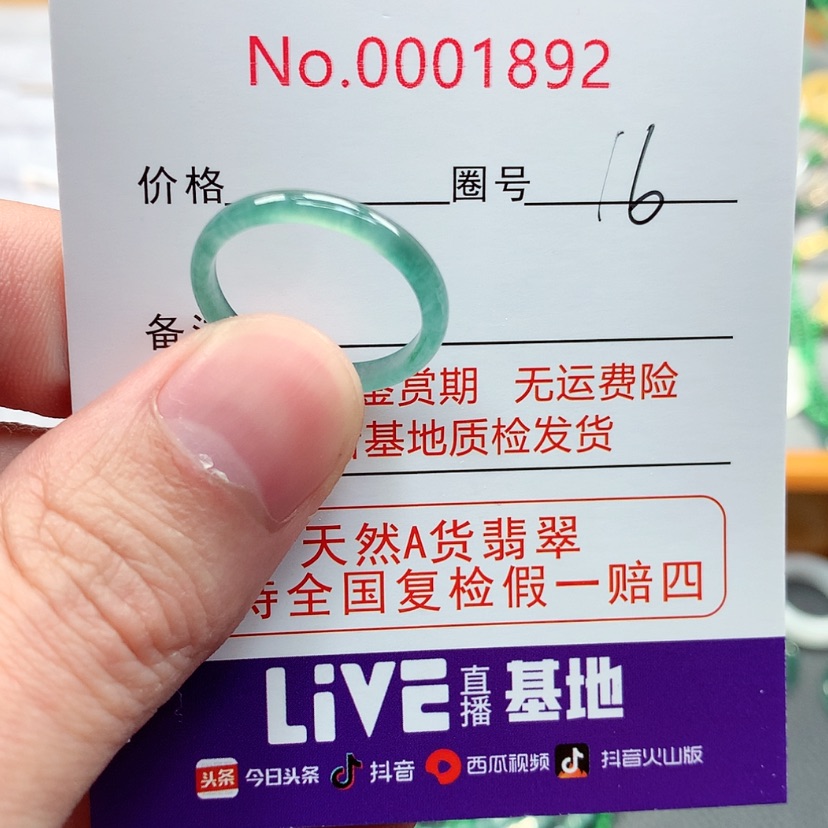 No.0001892
价格 圈号 16
备
鉴赏期 无运费险
基地质检发货
天然A货翡翠
持全国复检假一赔四
LiVE 直播 基地
头条 今日头条 抖音 西瓜视频 抖音火山版